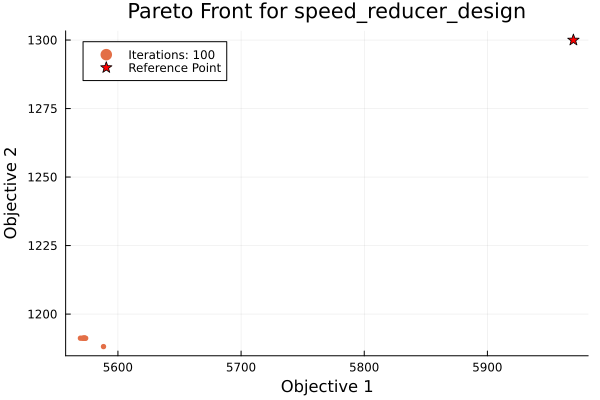 Pareto Front for speed_reducer_design
Iterations: 100
Reference Point
Objective 2
1300
1275
1250
1225
1200
5600 5700 5800 5900
Objective 1